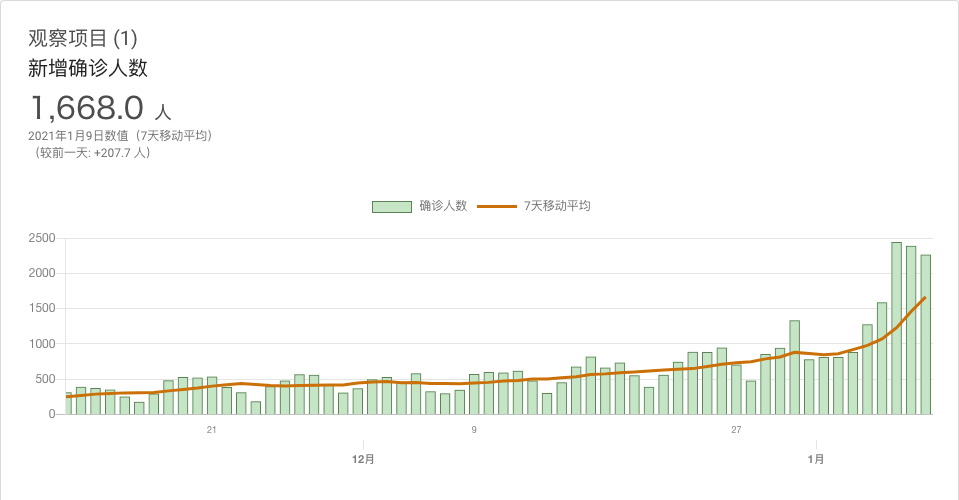 观察项目 (1)
新增确诊人数
1,668.0 人
2021年1月9日数值（7天移动平均）
（较前一天: +207.7 人）
确诊人数 7天移动平均
2500
2000
1500
1000
500
0
21 9 27
12月 1月